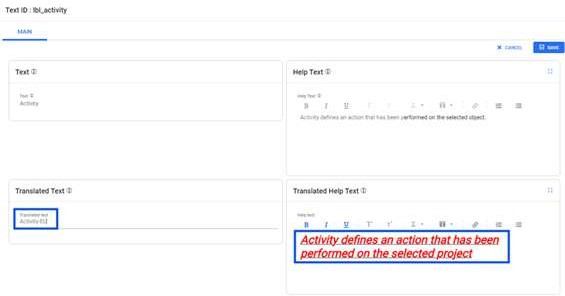 Text ID : lbl_activity
MAIN
CANCEL
SAVE
Text
Text
Activity
Help Text
Help Text
B I U
Activity defines an action that has been performed on the selected object.
Translated Text
Translated text
Activity ES
Translated Help Text
Help text
B I U
Activity defines an action that has been
performed on the selected project